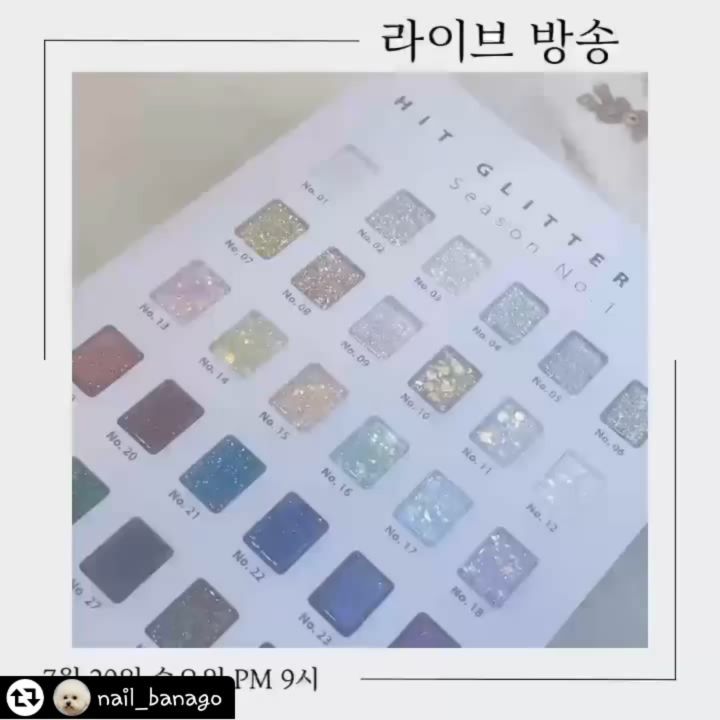 라이브 방송
HIT GLITTER
Season No.1
No.01
No.02
No.03
No.04
No.05
No.06
No.07
No.08
No.09
No.10
No.11
No.12
No.13
No.14
No.15
No.16
No.17
No.18
No.20
No.21
No.22
No.23
No.27
PM 9시
nail_banago